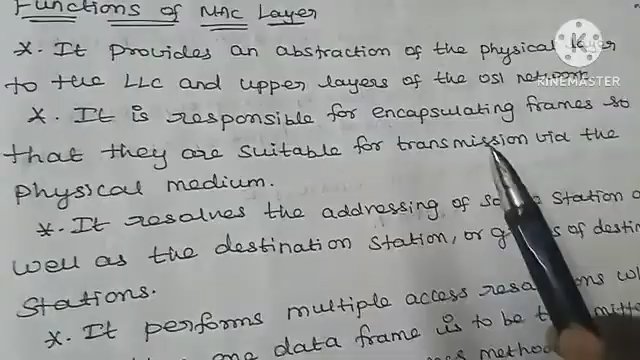 Functions of MAC Layer
*. It provides an abstraction of the physical layer
to the LLC and upper layers of the OSI network.
*. It is responsible for encapsulating frames so
that they are suitable for transmission via the
physical medium.
*. It resolves the addressing of station
well as the destination station, or of
stations.
*. It performs multiple access
one data frame is to be
K
KINEMASTER